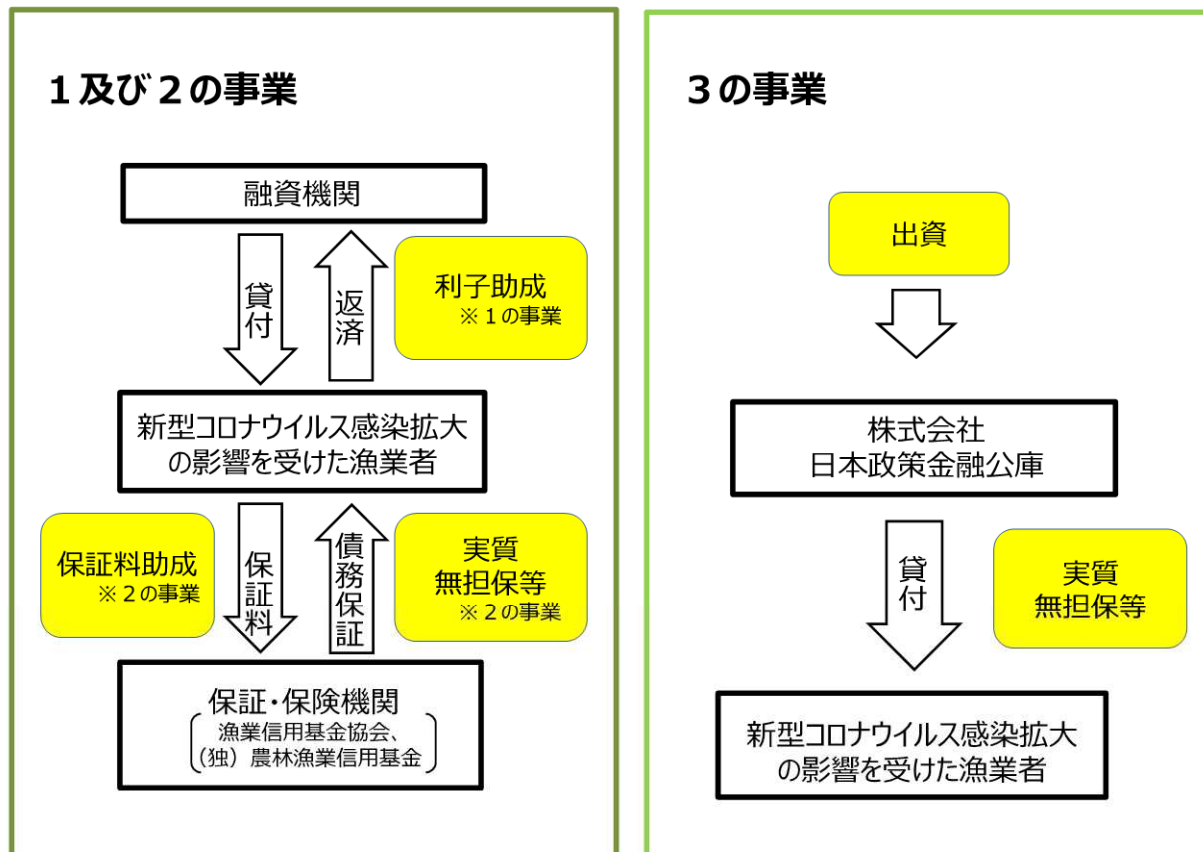 １及び２の事業
融資機関
貸付
返済
利子助成
※１の事業
新型コロナウイルス感染拡大
の影響を受けた漁業者
保証料助成
※２の事業
保証料
債務保証
実質
無担保等
※２の事業
保証・保険機関
漁業信用基金協会、
（独）農林漁業信用基金
３の事業
出資
株式会社
日本政策金融公庫
貸付
実質
無担保等
新型コロナウイルス感染拡大
の影響を受けた漁業者